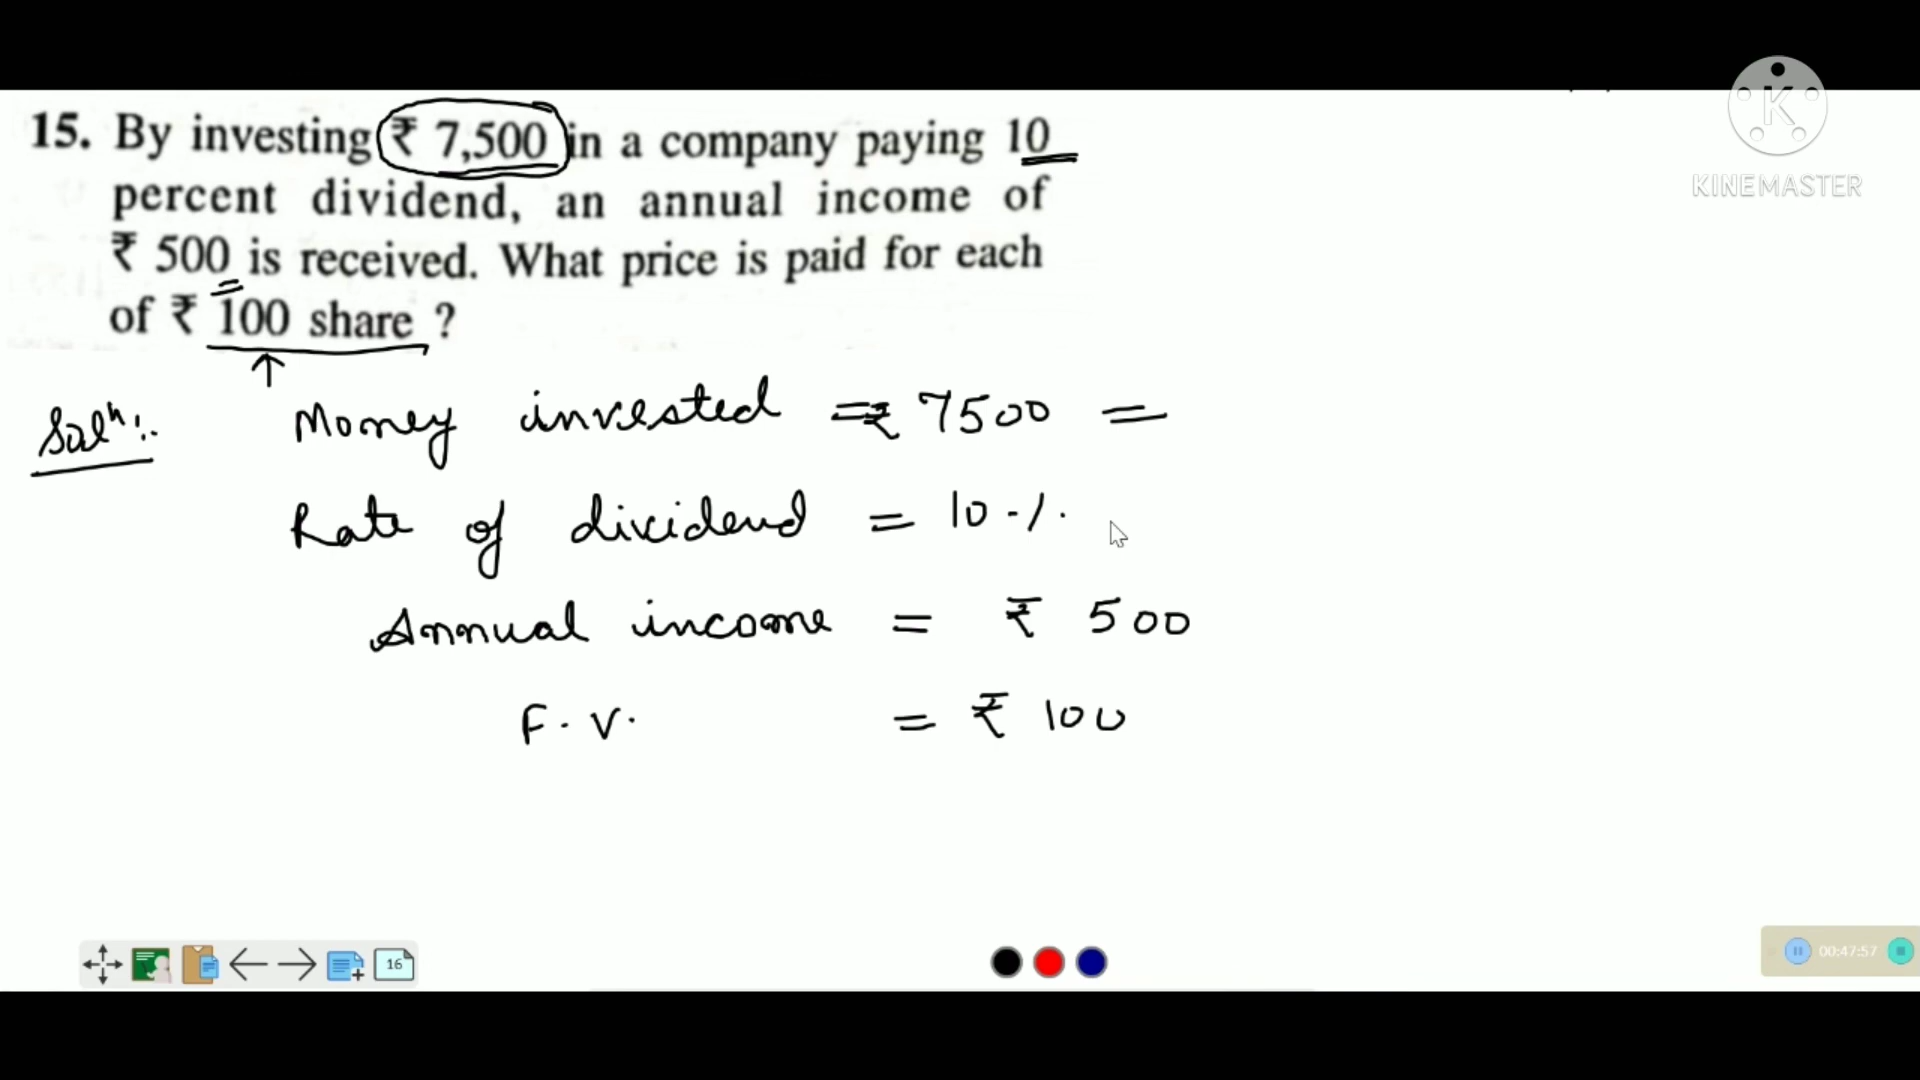 KINEMASTER
15. By investing ₹ 7,500 in a company paying 10
percent dividend, an annual income of
₹ 500 is received. What price is paid for each
of ₹ 100 share ?
Solⁿ:.
Money invested = ₹ 7500 =
Rate of dividend = 10 %
Annual income = ₹ 500
F. V. = ₹ 100
16
00:47:57